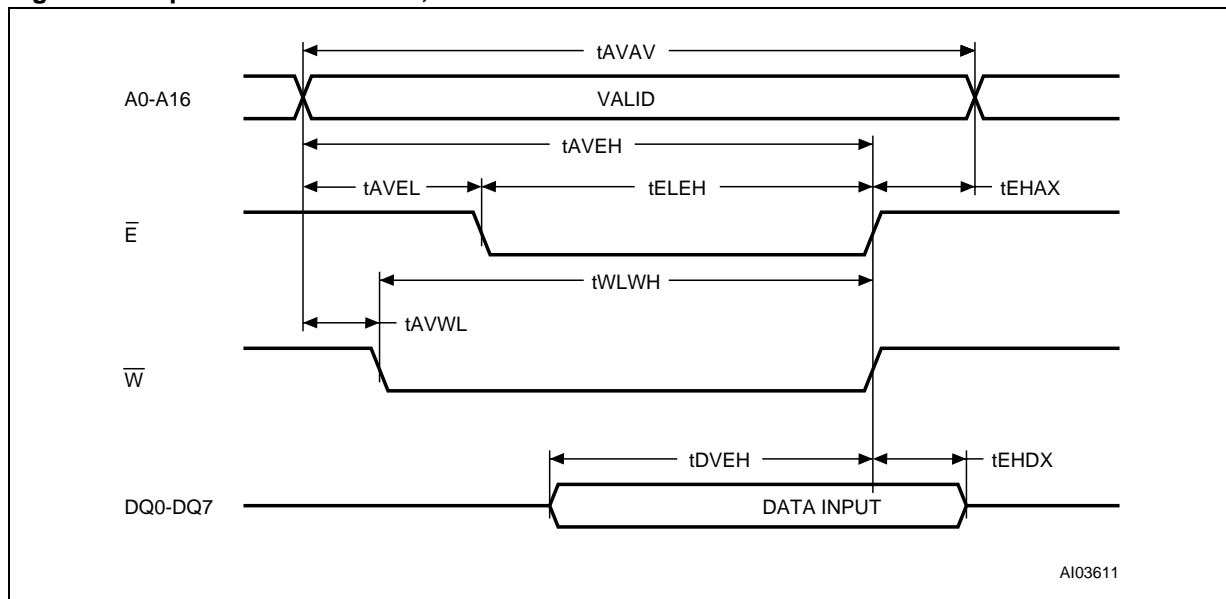 tAVAV
A0-A16
VALID
tAVEH
tAVEL
tELEH
tEHAX
E
tWLWH
tAVWL
W
tDVEH
tEHDX
DQ0-DQ7
DATA INPUT
AI03611